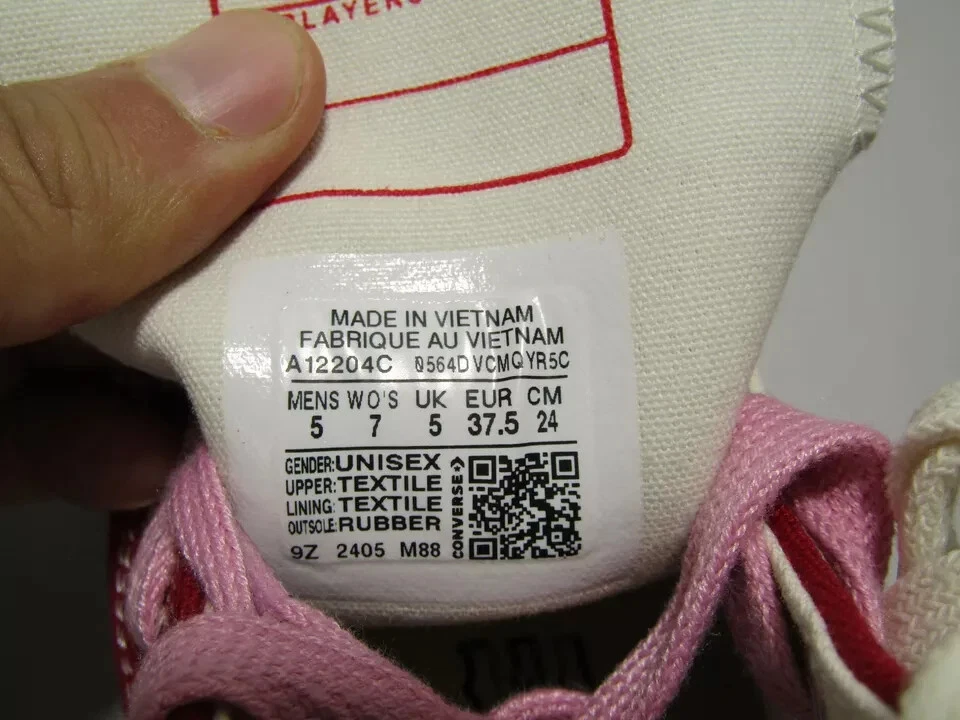 PLAYERS
MADE IN VIETNAM
FABRIQUE AU VIETNAM
A12204C 0564DVCMQYR5C
MENS WO'S UK EUR CM
5 7 5 37.5 24
GENDER:UNISEX
UPPER:TEXTILE
LINING:TEXTILE
OUTSOLE:RUBBER
9Z 2405 M88
CONVERSE